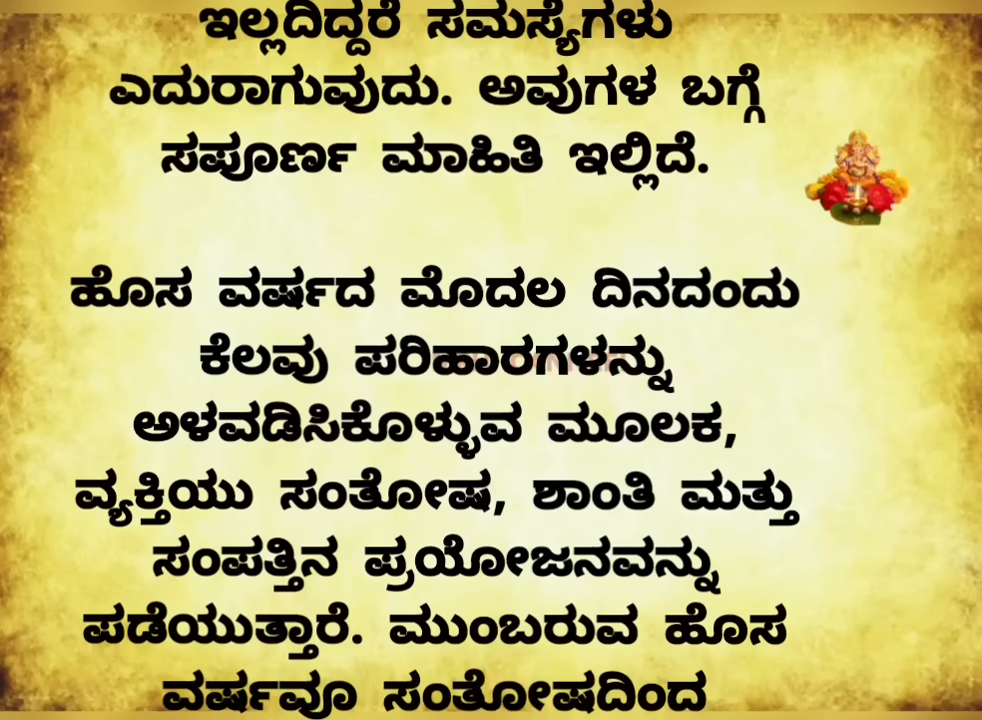 ಇಲ್ಲದಿದ್ದರೆ ಸಮಸ್ಯೆಗಳು
ಎದುರಾಗುವುದು. ಅವುಗಳ ಬಗ್ಗೆ
ಸಪೂರ್ಣ ಮಾಹಿತಿ ಇಲ್ಲಿದೆ.
ಹೊಸ ವರ್ಷದ ಮೊದಲ ದಿನದಂದು
ಕೆಲವು ಪರಿಹಾರಗಳನ್ನು
ಅಳವಡಿಸಿಕೊಳ್ಳುವ ಮೂಲಕ,
ವ್ಯಕ್ತಿಯು ಸಂತೋಷ, ಶಾಂತಿ ಮತ್ತು
ಸಂಪತ್ತಿನ ಪ್ರಯೋಜನವನ್ನು
ಪಡೆಯುತ್ತಾರೆ. ಮುಂಬರುವ ಹೊಸ
ವರ್ಷವೂ ಸಂತೋಷದಿಂದ